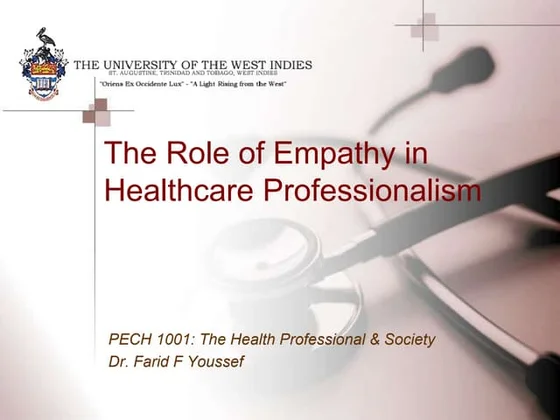 THE UNIVERSITY OF THE WEST INDIES
ST. AUGUSTINE, TRINIDAD AND TOBAGO, WEST INDIES
"Oriens Ex Occidente Lux" - "A Light Rising from the West"
The Role of Empathy in
Healthcare Professionalism
PECH 1001: The Health Professional & Society
Dr. Farid F Youssef